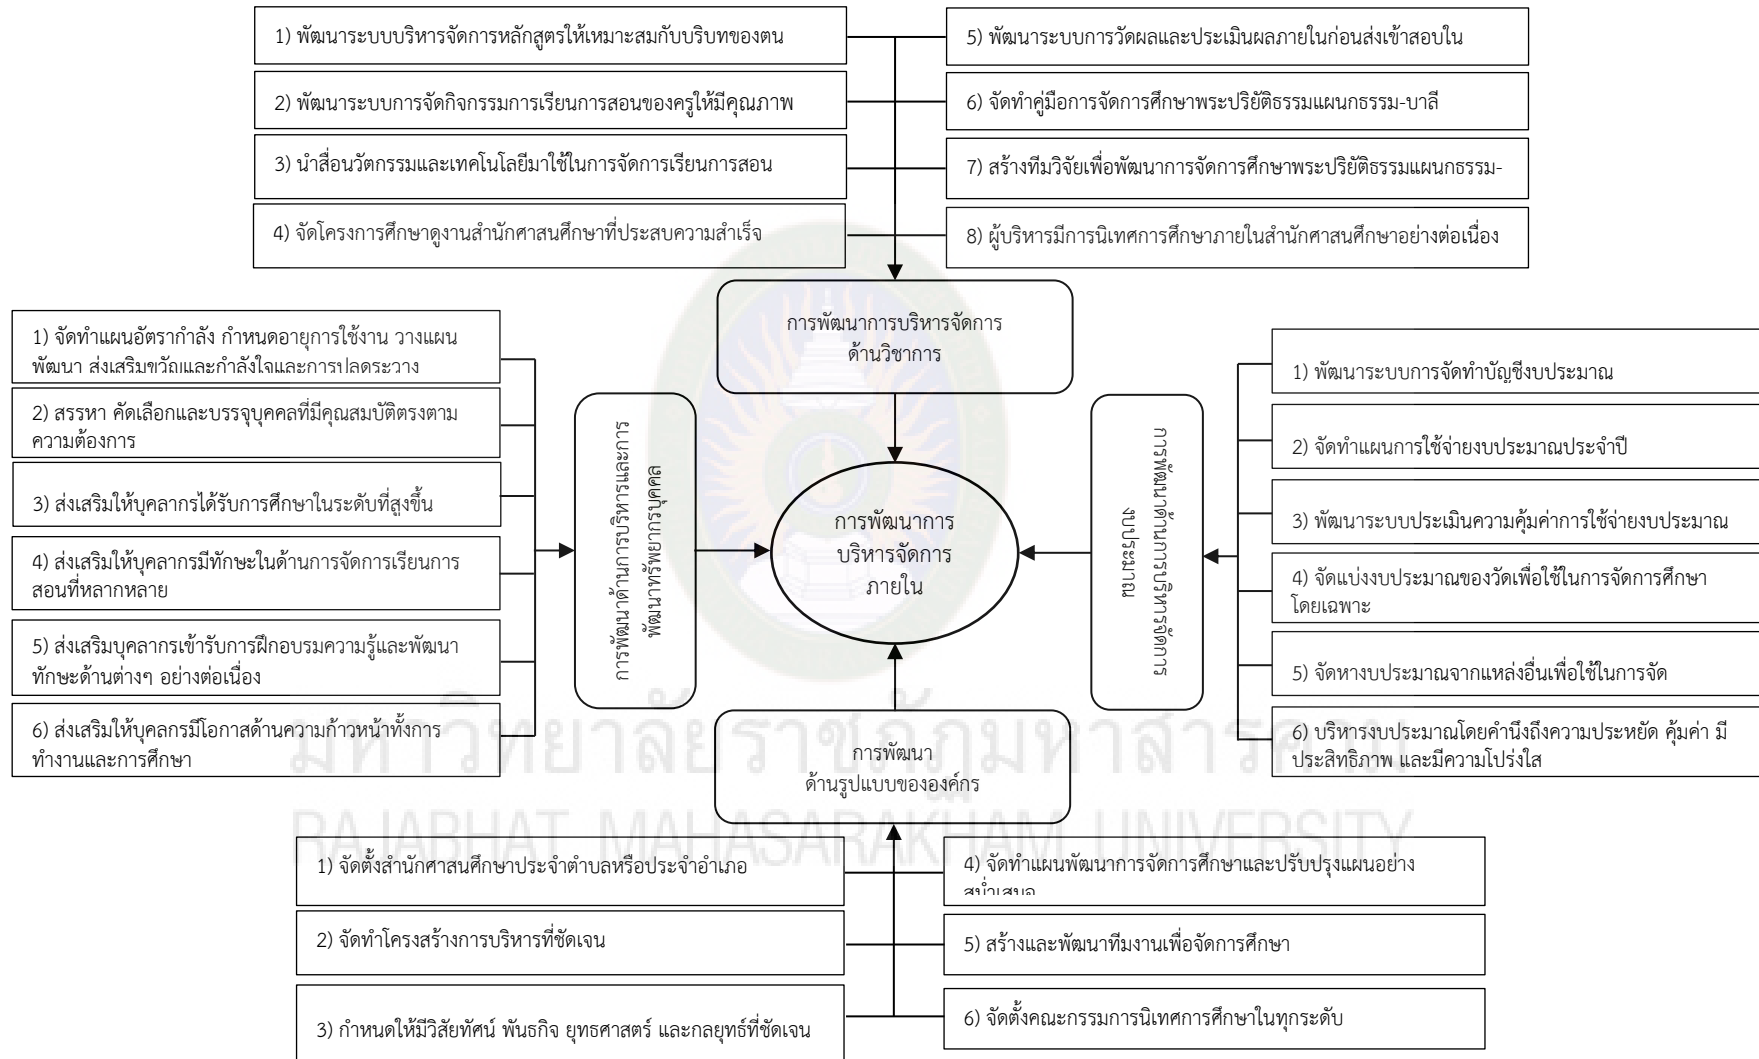 1) พัฒนาระบบบริหารจัดการหลักสูตรให้เหมาะสมกับบริบทของตน
2) พัฒนาระบบการจัดกิจกรรมการเรียนการสอนของครูให้มีคุณภาพ
3) นำสื่อนวัตกรรมและเทคโนโลยีมาใช้ในการจัดการเรียนการสอน
4) จัดโครงการศึกษาดูงานสำนักศาสนศึกษาที่ประสบความสำเร็จ
5) พัฒนาระบบการวัดผลและประเมินผลภายในก่อนส่งเข้าสอบใน
6) จัดทำคู่มือการจัดการศึกษาพระปริยัติธรรมแผนกธรรม-บาลี
7) สร้างทีมวิจัยเพื่อพัฒนาการจัดการศึกษาพระปริยัติธรรมแผนกธรรม-
8) ผู้บริหารมีการนิเทศการศึกษาภายในสำนักศาสนศึกษาอย่างต่อเนื่อง
การพัฒนาการบริหารจัดการ
ด้านวิชาการ
1) จัดทำแผนอัตรากำลัง กำหนดอายุการใช้งาน วางแผน
พัฒนา ส่งเสริมขวัญและกำลังใจและการปลดระวาง
2) สรรหา คัดเลือกและบรรจุบุคคลที่มีคุณสมบัติตรงตาม
ความต้องการ
3) ส่งเสริมให้บุคลากรได้รับการศึกษาในระดับที่สูงขึ้น
4) ส่งเสริมให้บุคลากรมีทักษะในด้านการจัดการเรียนการ
สอนที่หลากหลาย
5) ส่งเสริมบุคลากรเข้ารับการฝึกอบรมความรู้และพัฒนา
ทักษะด้านต่างๆ อย่างต่อเนื่อง
6) ส่งเสริมให้บุคลกรมีโอกาสด้านความก้าวหน้าทั้งการ
ทำงานและการศึกษา
การพัฒนาด้านการบริหารและการ
พัฒนาทรัพยากรบุคคล
การพัฒนาการ
บริหารจัดการ
ภายใน
การพัฒนาด้านการบริหารจัดการ
งบประมาณ
1) พัฒนาระบบการจัดทำบัญชีงบประมาณ
2) จัดทำแผนการใช้จ่ายงบประมาณประจำปี
3) พัฒนาระบบประเมินความคุ้มค่าการใช้จ่ายงบประมาณ
4) จัดแบ่งงบประมาณของวัดเพื่อใช้ในการจัดการศึกษา
โดยเฉพาะ
5) จัดหางบประมาณจากแหล่งอื่นเพื่อใช้ในการจัด
6) บริหารงบประมาณโดยคำนึงถึงความประหยัด คุ้มค่า มี
ประสิทธิภาพ และมีความโปร่งใส
การพัฒนา
ด้านรูปแบบขององค์กร
มหาวิทยาลัยราชภัฏมหาสารคาม
RAJABHAT MAHASARAKHAM UNIVERSITY
1) จัดตั้งสำนักศาสนศึกษาประจำตำบลหรือประจำอำเภอ
2) จัดทำโครงสร้างการบริหารที่ชัดเจน
3) กำหนดให้มีวิสัยทัศน์ พันธกิจ ยุทธศาสตร์ และกลยุทธ์ที่ชัดเจน
4) จัดทำแผนพัฒนาการจัดการศึกษาและปรับปรุงแผนอย่าง
สม่ำเสมอ
5) สร้างและพัฒนาทีมงานเพื่อจัดการศึกษา
6) จัดตั้งคณะกรรมการนิเทศการศึกษาในทุกระดับ